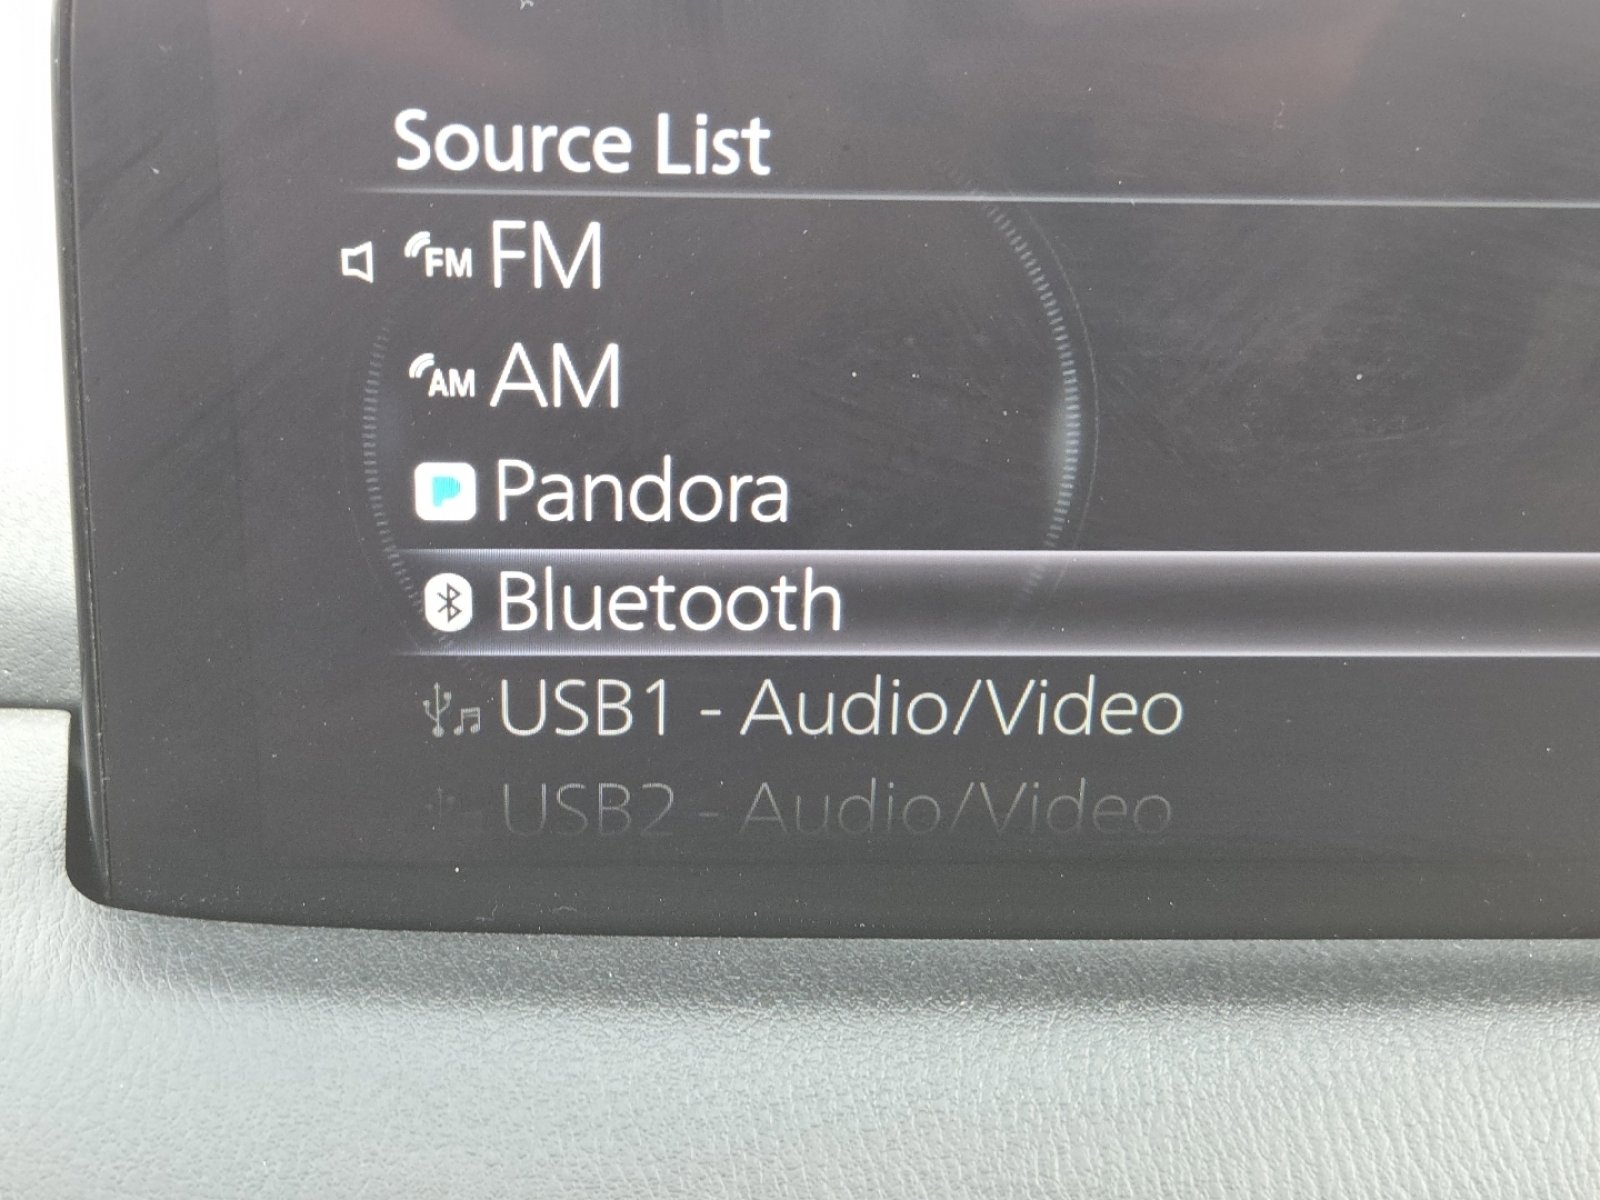 Source List
FM FM
AM AM
Pandora
Bluetooth
USB1 - Audio/Video
USB2 - Audio/Video